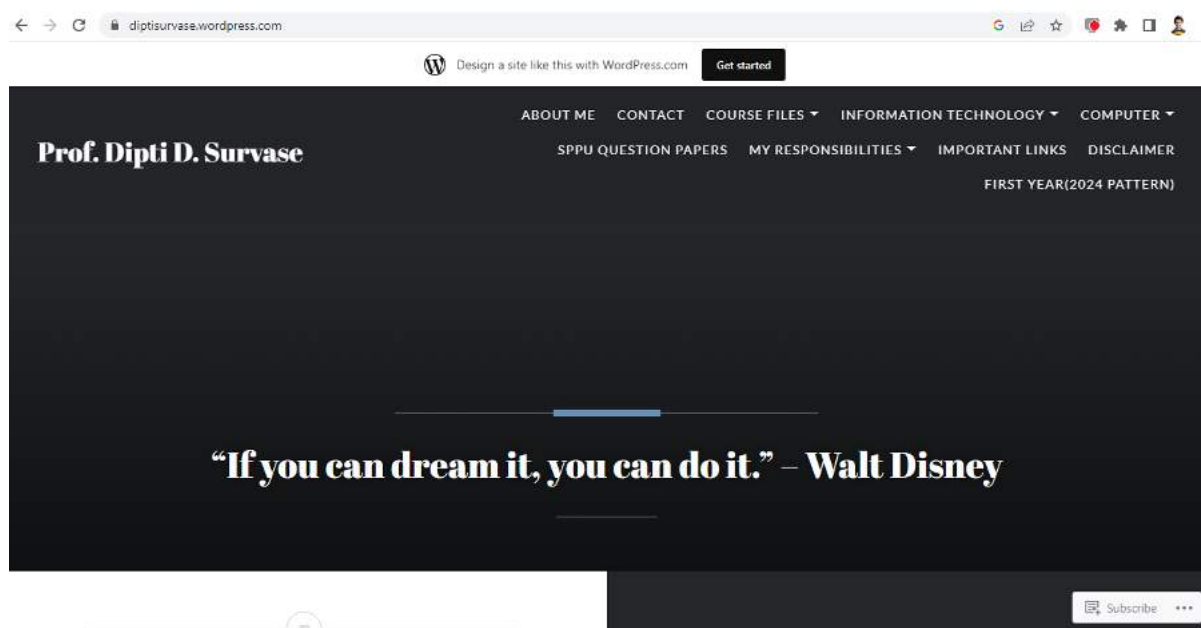 diptisurvase.wordpress.com
Design a site like this with WordPress.com Get started
ABOUT ME CONTACT COURSE FILES INFORMATION TECHNOLOGY COMPUTER
Prof. Dipti D. Survase
SPPU QUESTION PAPERS MY RESPONSIBILITIES IMPORTANT LINKS DISCLAIMER
FIRST YEAR(2024 PATTERN)
“If you can dream it, you can do it.” – Walt Disney
Subscribe